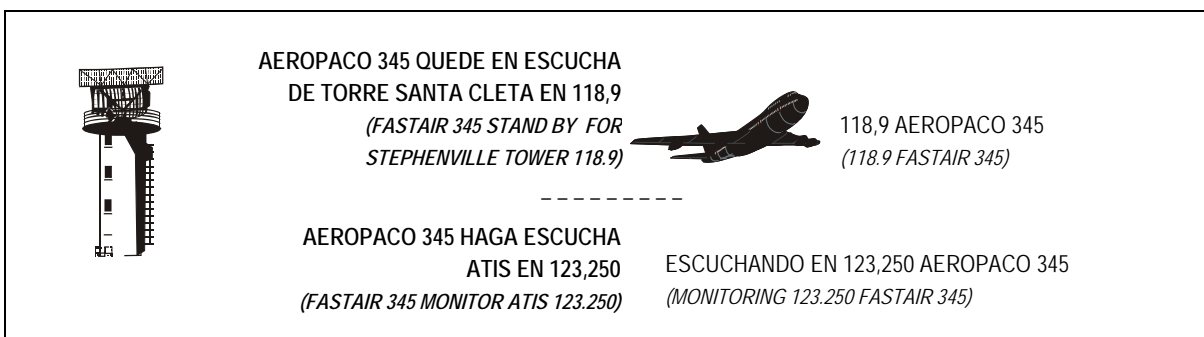 AEROPACO 345 QUEDE EN ESCUCHA
DE TORRE SANTA CLETA EN 118,9
(FASTAIR 345 STAND BY FOR
STEPHENVILLE TOWER 118.9)
118,9 AEROPACO 345
(118.9 FASTAIR 345)
– – – – – – – – –
AEROPACO 345 HAGA ESCUCHA
ATIS EN 123,250
(FASTAIR 345 MONITOR ATIS 123.250)
ESCUCHANDO EN 123,250 AEROPACO 345
(MONITORING 123.250 FASTAIR 345)